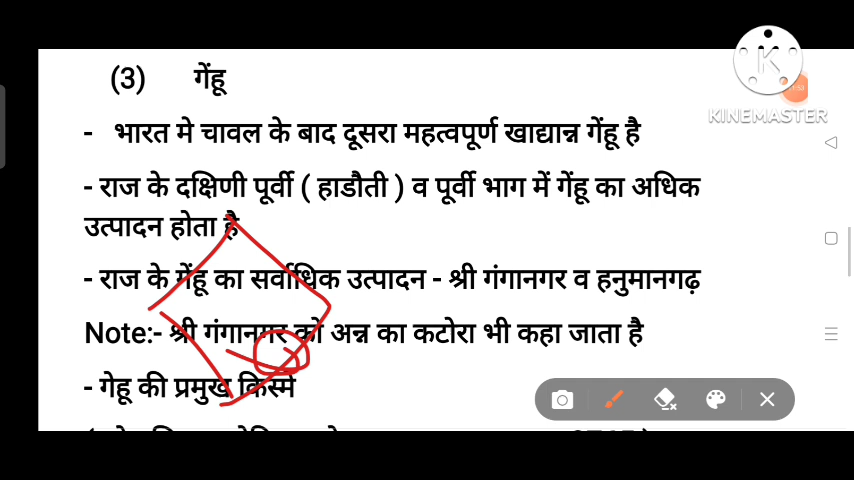 (3) गेंहू
KINEMASTER
- भारत मे चावल के बाद दूसरा महत्वपूर्ण खाद्यान्न गेंहू है
- राज के दक्षिणी पूर्वी ( हाडौती ) व पूर्वी भाग में गेंहू का अधिक
उत्पादन होता है
- राज के गेंहू का सर्वाधिक उत्पादन - श्री गंगानगर व हनुमानगढ़
Note:- श्री गंगानगर को अन्न का कटोरा भी कहा जाता है
- गेहू की प्रमुख किस्मे